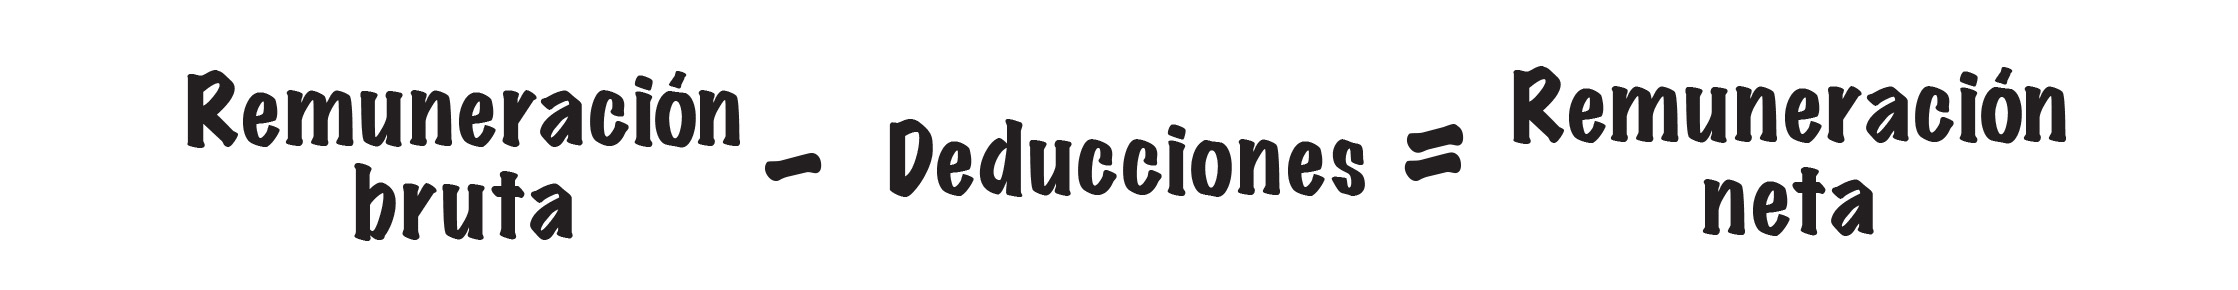 Remuneración
bruta
- Deducciones =
Remuneración
neta